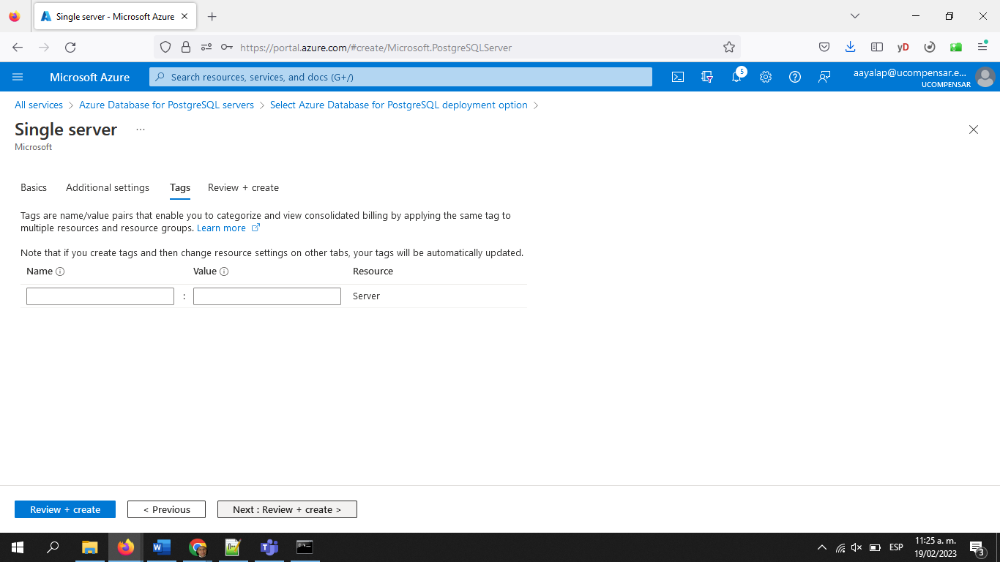 Single server - Microsoft Azure
https://portal.azure.com/#create/Microsoft.PostgreSQLServer
yD
Microsoft Azure
Search resources, services, and docs (G+/)
5
aayalap@ucompensar.e...
UCOMPENSAR
All services > Azure Database for PostgreSQL servers > Select Azure Database for PostgreSQL deployment option >
Single server ...
Microsoft
Basics Additional settings Tags Review + create
Tags are name/value pairs that enable you to categorize and view consolidated billing by applying the same tag to
multiple resources and resource groups. Learn more
Note that if you create tags and then change resource settings on other tabs, your tags will be automatically updated.
Name Value Resource
: Server
Review + create < Previous Next : Review + create >
ESP
11:25 a. m.
19/02/2023
3